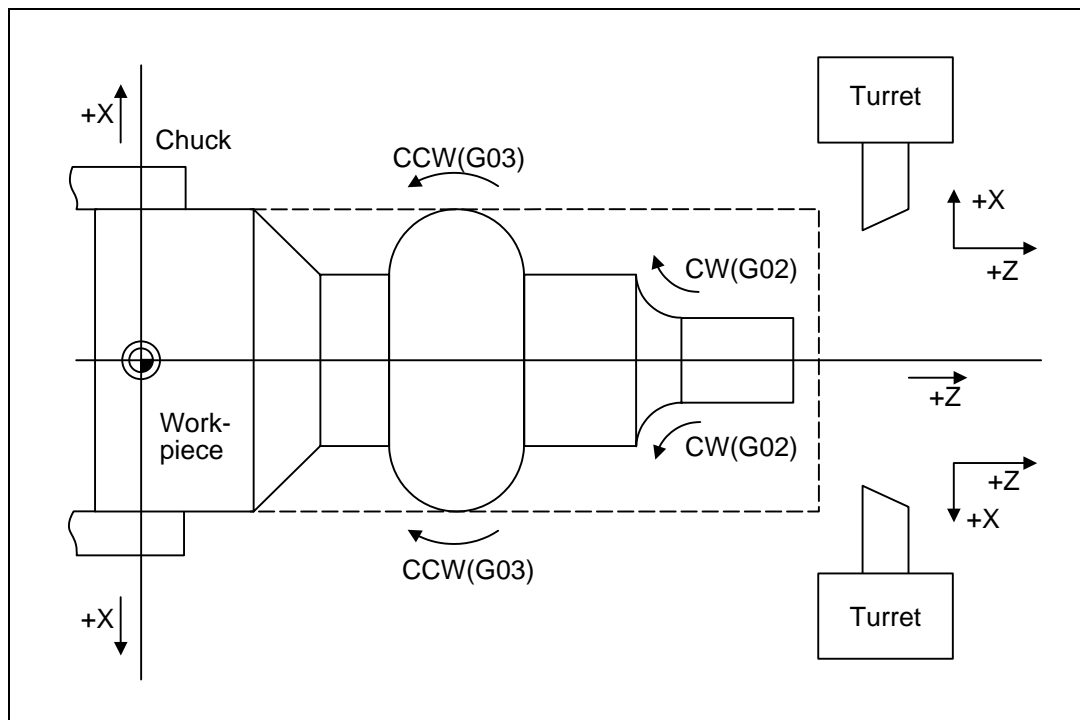 Turret
+X
Chuck
CCW(G03)
+X
+Z
CW(G02)
+Z
Work-
piece
CW(G02)
+Z
+X
CCW(G03)
+X
Turret